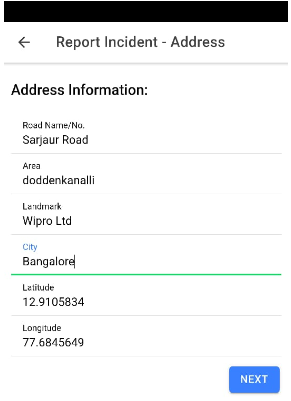 Report Incident - Address
Address Information:
Road Name/No.
Sarjaur Road
Area
doddenkanalli
Landmark
Wipro Ltd
City
Bangalore
Latitude
12.9105834
Longitude
77.6845649
NEXT